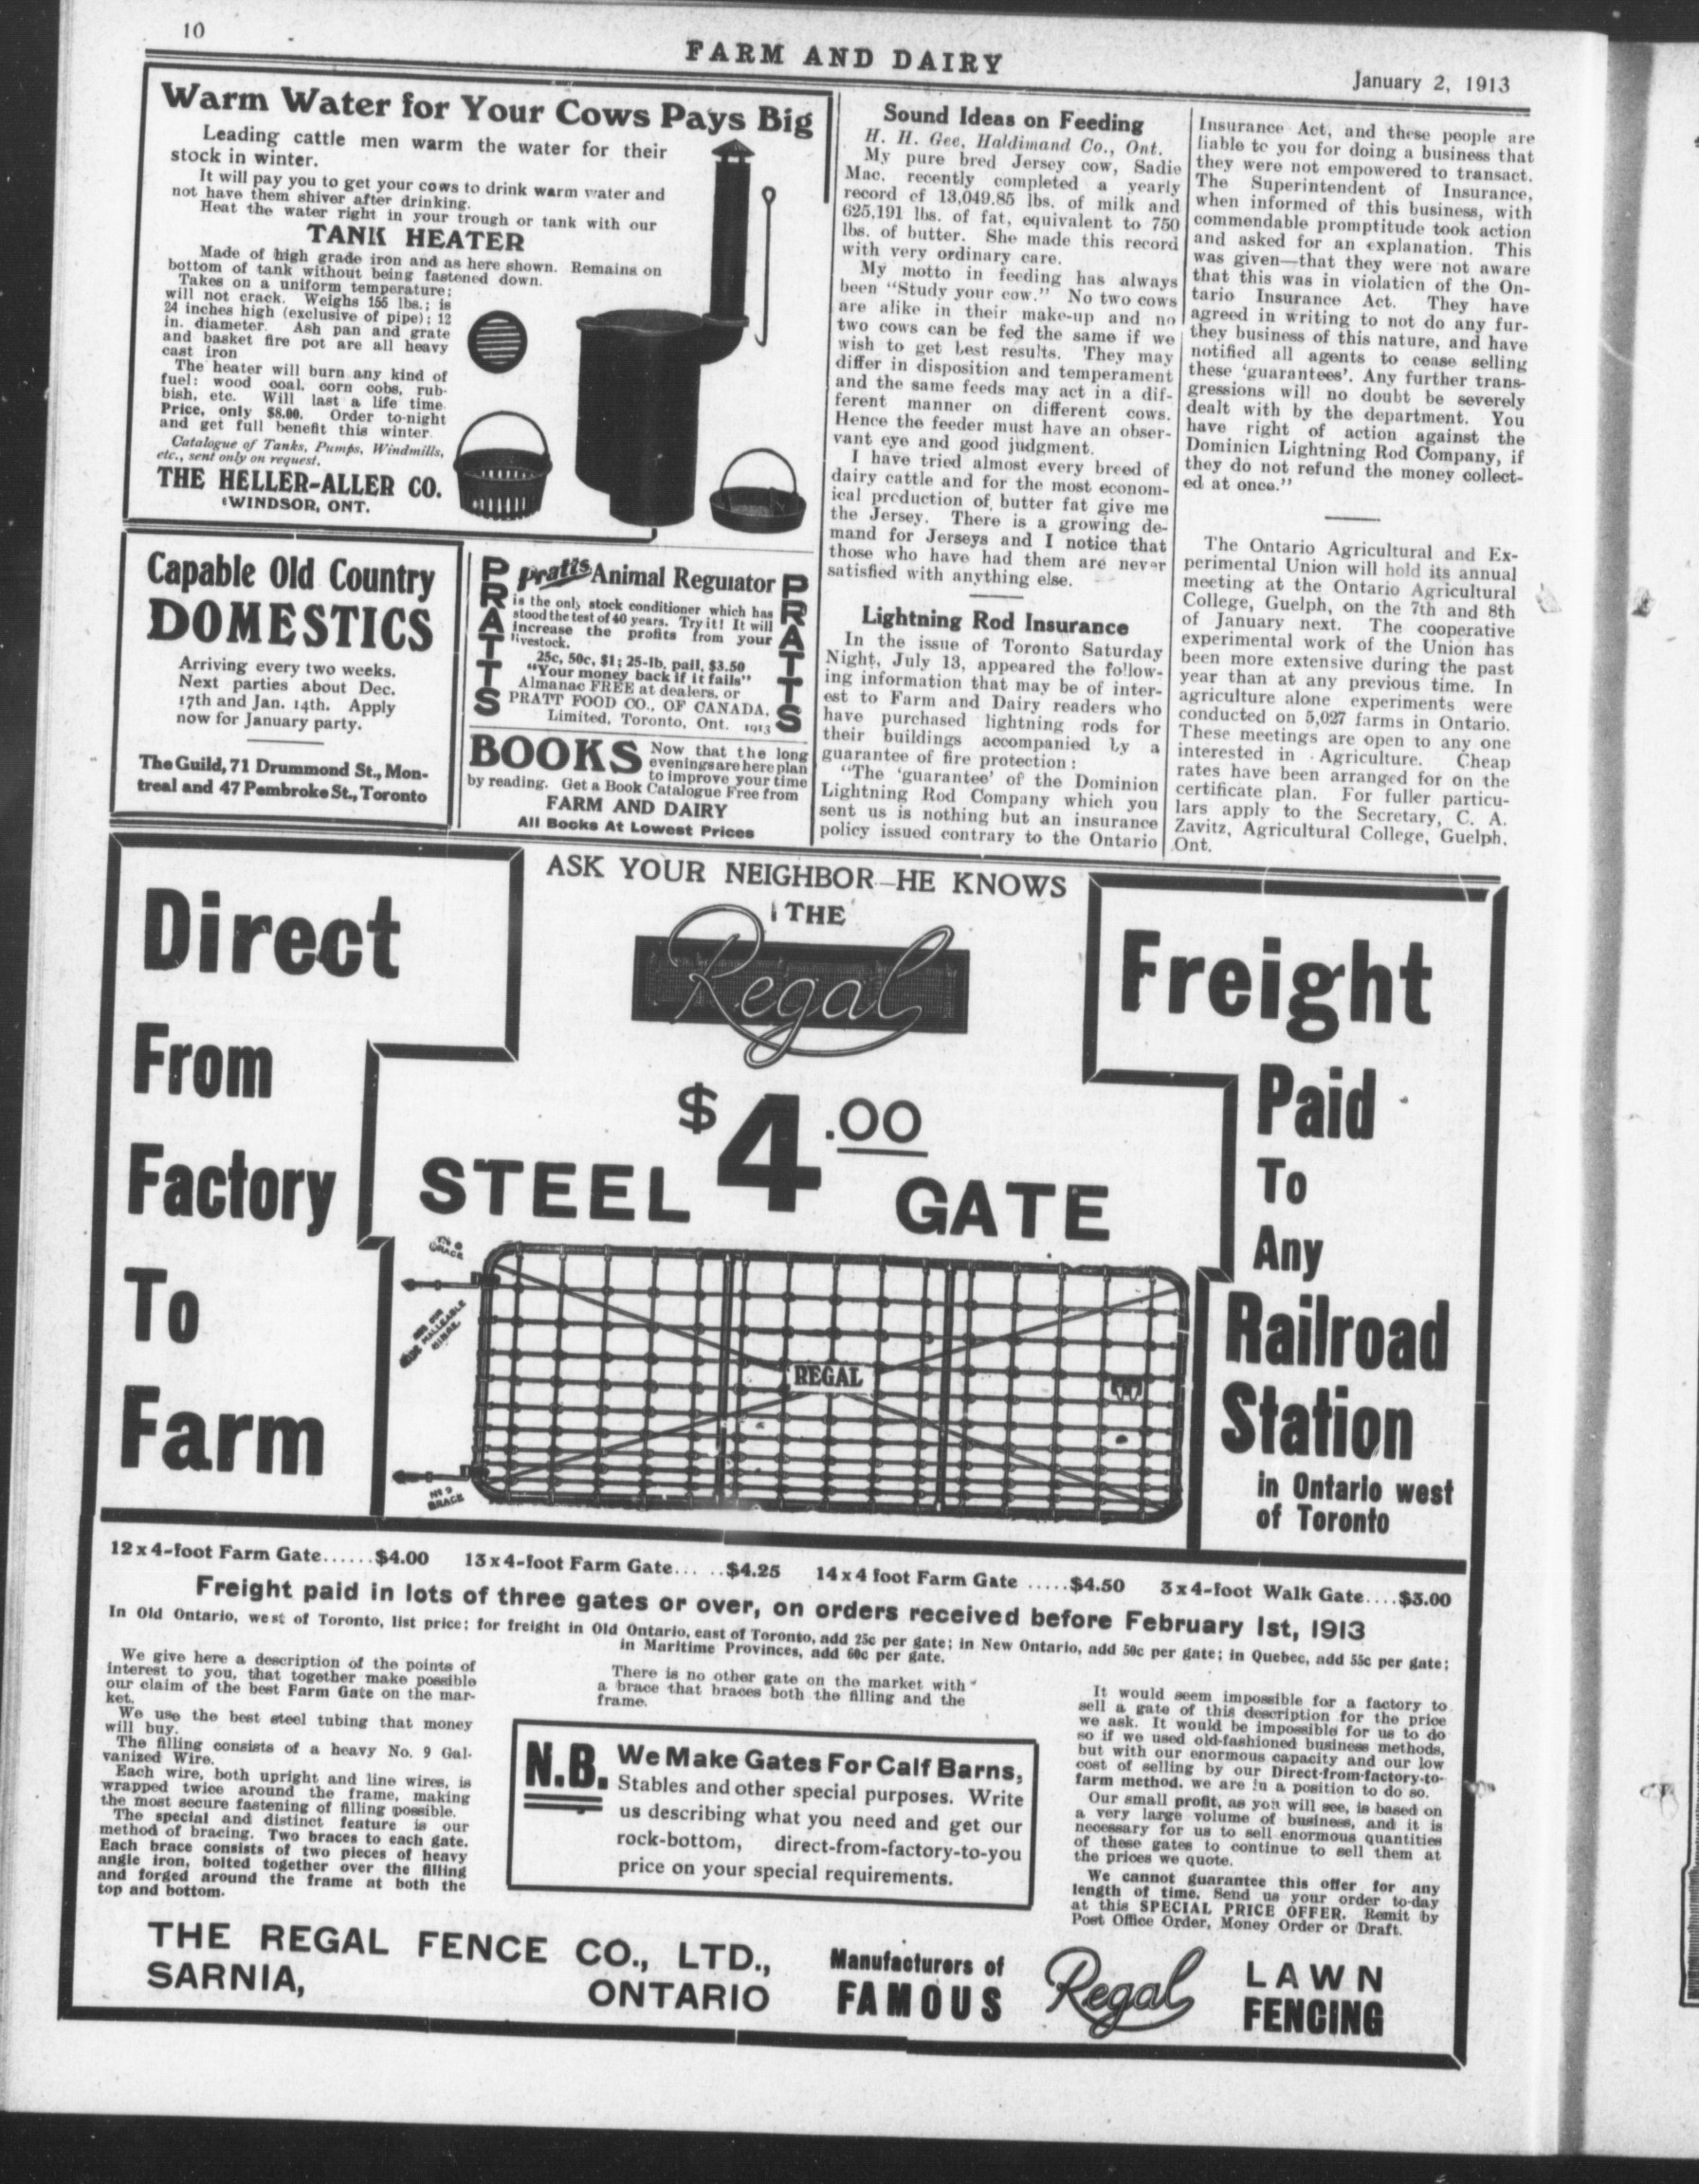 10
FARM AND DAIRY
January 2, 1913
Warm Water for Your Cows Pays Big
Leading cattle men warm the water for their
stock in winter.
It will pay you to get your cows to drink warm water and
not have them shiver after drinking.
Heat the water right in your trough or tank with our
TANK HEATER
Made of high grade iron and as here shown. Remains on
bottom of tank without being fastened down.
Takes on a uniform temperature;
will not crack. Weighs 155 lbs.; is
24 inches high (exclusive of pipe); 12
in. diameter. Ash pan and grate
and basket fire pot are all heavy
cast iron
The heater will burn any kind of
fuel: wood coal, corn cobs, rub-
bish, etc. Will last a life time.
Price, only $8.00. Order to-night
and get full benefit this winter.
Catalogue of Tanks, Pumps, Windmills,
etc., sent only on request.
THE HELLER-ALLER CO.
WINDSOR, ONT.
Capable Old Country
DOMESTICS
Arriving every two weeks.
Next parties about Dec.
17th and Jan. 14th. Apply
now for January party.
The Guild, 71 Drummond St., Mon-
treal and 47 Pembroke St., Toronto
PRATTS
Pratts Animal Regulator
PRATTS
is the only stock conditioner which has
stood the test of 40 years. Try it! It will
increase the profits from your
livestock.
25c, 50c, $1; 25-lb. pail, $3.50
"Your money back if it fails"
Almanac FREE at dealers, or
PRATT FOOD CO., OF CANADA,
Limited, Toronto, Ont. 1913
BOOKS
Now that the long
evenings are here plan
to improve your time
by reading. Get a Book Catalogue Free from
FARM AND DAIRY
All Books At Lowest Prices
Sound Ideas on Feeding
H. H. Gee, Haldimand Co., Ont.
My pure bred Jersey cow, Sadie
Mac, recently completed a yearly
record of 13,049.85 lbs. of milk and
625,191 lbs. of fat, equivalent to 750
lbs. of butter. She made this record
with very ordinary care.
My motto in feeding has always
been "Study your cow." No two cows
are alike in their make-up and no
two cows can be fed the same if we
wish to get best results. They may
differ in disposition and temperament
and the same feeds may act in a dif-
ferent manner on different cows.
Hence the feeder must have an obser-
vant eye and good judgment.
I have tried almost every breed of
dairy cattle and for the most econom-
ical production of butter fat give me
the Jersey. There is a growing de-
mand for Jerseys and I notice that
those who have had them are never
satisfied with anything else.
Lightning Rod Insurance
In the issue of Toronto Saturday
Night, July 13, appeared the follow-
ing information that may be of inter-
est to Farm and Dairy readers who
have purchased lightning rods for
their buildings accompanied by a
guarantee of fire protection:
"The 'guarantee' of the Dominion
Lightning Rod Company which you
sent us is nothing but an insurance
policy issued contrary to the Ontario
Insurance Act, and these people are
liable to you for doing a business that
they were not empowered to transact.
The Superintendent of Insurance,
when informed of this business, with
commendable promptitude took action
and asked for an explanation. This
was given—that they were not aware
that this was in violation of the On-
tario Insurance Act. They have
agreed in writing to not do any fur-
they business of this nature, and have
notified all agents to cease selling
these 'guarantees'. Any further trans-
gressions will no doubt be severely
dealt with by the department. You
have right of action against the
Dominion Lightning Rod Company, if
they do not refund the money collect-
ed at once."
The Ontario Agricultural and Ex-
perimental Union will hold its annual
meeting at the Ontario Agricultural
College, Guelph, on the 7th and 8th
of January next. The cooperative
experimental work of the Union has
been more extensive during the past
year than at any previous time. In
agriculture alone experiments were
conducted on 5,027 farms in Ontario.
These meetings are open to any one
interested in Agriculture. Cheap
rates have been arranged for on the
certificate plan. For fuller particu-
lars apply to the Secretary, C. A.
Zavitz, Agricultural College, Guelph,
Ont.
Direct
From
Factory
To
Farm
ASK YOUR NEIGHBOR—HE KNOWS
THE
Regal
$4.00
STEEL GATE
No 9
BRACE
REGAL
Freight
Paid
To
Any
Railroad
Station
in Ontario west
of Toronto
12 x 4-foot Farm Gate......$4.00 13 x 4-foot Farm Gate... ..$4.25 14 x 4 foot Farm Gate .....$4.50 3 x 4-foot Walk Gate....$3.00
Freight paid in lots of three gates or over, on orders received before February 1st, 1913
In Old Ontario, west of Toronto, list price; for freight in Old Ontario, east of Toronto, add 25c per gate; in New Ontario, add 50c per gate; in Quebec, add 55c per gate;
in Maritime Provinces, add 60c per gate.
We give here a description of the points of
interest to you, that together make possible
our claim of the best Farm Gate on the mar-
ket.
We use the best steel tubing that money
will buy.
The filling consists of a heavy No. 9 Gal-
vanized Wire.
Each wire, both upright and line wires, is
wrapped twice around the frame, making
the most secure fastening of filling possible.
The special and distinct feature is our
method of bracing. Two braces to each gate.
Each brace consists of two pieces of heavy
angle iron, bolted together over the filling
and forged around the frame at both the
top and bottom.
There is no other gate on the market with
a brace that braces both the filling and the
frame.
N.B. We Make Gates For Calf Barns,
Stables and other special purposes. Write
us describing what you need and get our
rock-bottom, direct-from-factory-to-you
price on your special requirements.
It would seem impossible for a factory to
sell a gate of this description for the price
we ask. It would be impossible for us to do
so if we used old-fashioned business methods,
but with our enormous capacity and our low
cost of selling by our Direct-from-factory-to-
farm method, we are in a position to do so.
Our small profit, as you will see, is based on
a very large volume of business, and it is
necessary for us to sell enormous quantities
of these gates to continue to sell them at
the prices we quote.
We cannot guarantee this offer for any
length of time. Send us your order to-day
at this SPECIAL PRICE OFFER. Remit by
Post Office Order, Money Order or Draft.
THE REGAL FENCE CO., LTD.,
SARNIA, ONTARIO
Manufacturers of
FAMOUS
Regal
LAWN
FENCING